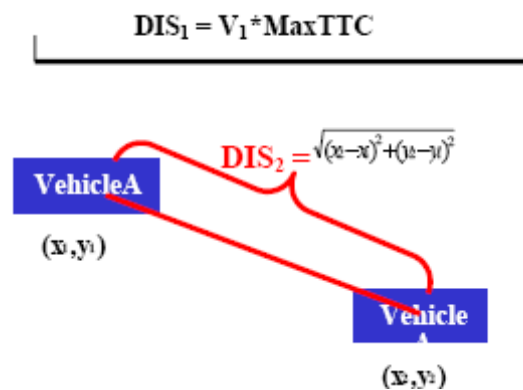 DIS₁ = V₁*MaxTTC
DIS₂ = √(x₂-x₁)²+(y₂-y₁)²
VehicleA
(x₁,y₁)
Vehicle
A
(x₂,y₂)